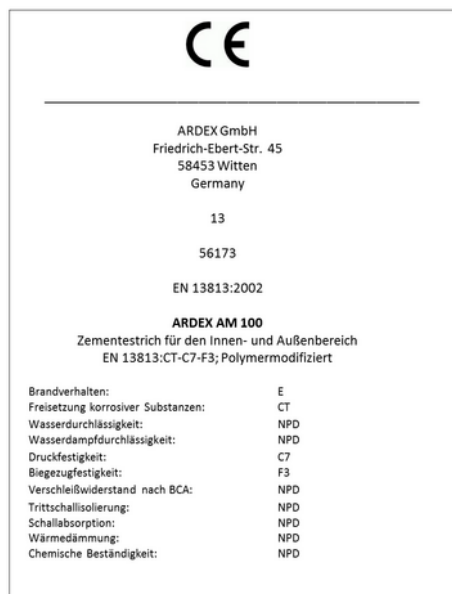 CE
ARDEX GmbH
Friedrich-Ebert-Str. 45
58453 Witten
Germany
13
56173
EN 13813:2002
ARDEX AM 100
Zementestrich für den Innen- und Außenbereich
EN 13813:CT-C7-F3; Polymermodifiziert
Brandverhalten: E
Freisetzung korrosiver Substanzen: CT
Wasserdurchlässigkeit: NPD
Wasserdampfdurchlässigkeit: NPD
Druckfestigkeit: C7
Biegezugfestigkeit: F3
Verschleißwiderstand nach BCA: NPD
Trittschallisolierung: NPD
Schallabsorption: NPD
Wärmedämmung: NPD
Chemische Beständigkeit: NPD